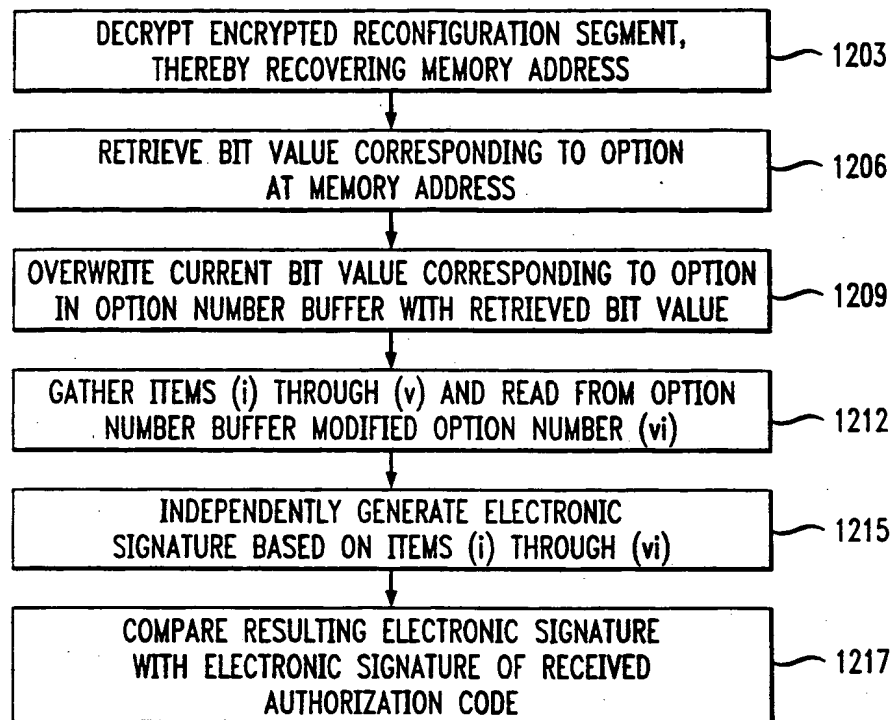 DECRYPT ENCRYPTED RECONFIGURATION SEGMENT,
THEREBY RECOVERING MEMORY ADDRESS
1203
RETRIEVE BIT VALUE CORRESPONDING TO OPTION
AT MEMORY ADDRESS
1206
OVERWRITE CURRENT BIT VALUE CORRESPONDING TO OPTION
IN OPTION NUMBER BUFFER WITH RETRIEVED BIT VALUE
1209
GATHER ITEMS (i) THROUGH (v) AND READ FROM OPTION
NUMBER BUFFER MODIFIED OPTION NUMBER (vi)
1212
INDEPENDENTLY GENERATE ELECTRONIC
SIGNATURE BASED ON ITEMS (i) THROUGH (vi)
1215
COMPARE RESULTING ELECTRONIC SIGNATURE
WITH ELECTRONIC SIGNATURE OF RECEIVED
AUTHORIZATION CODE
1217